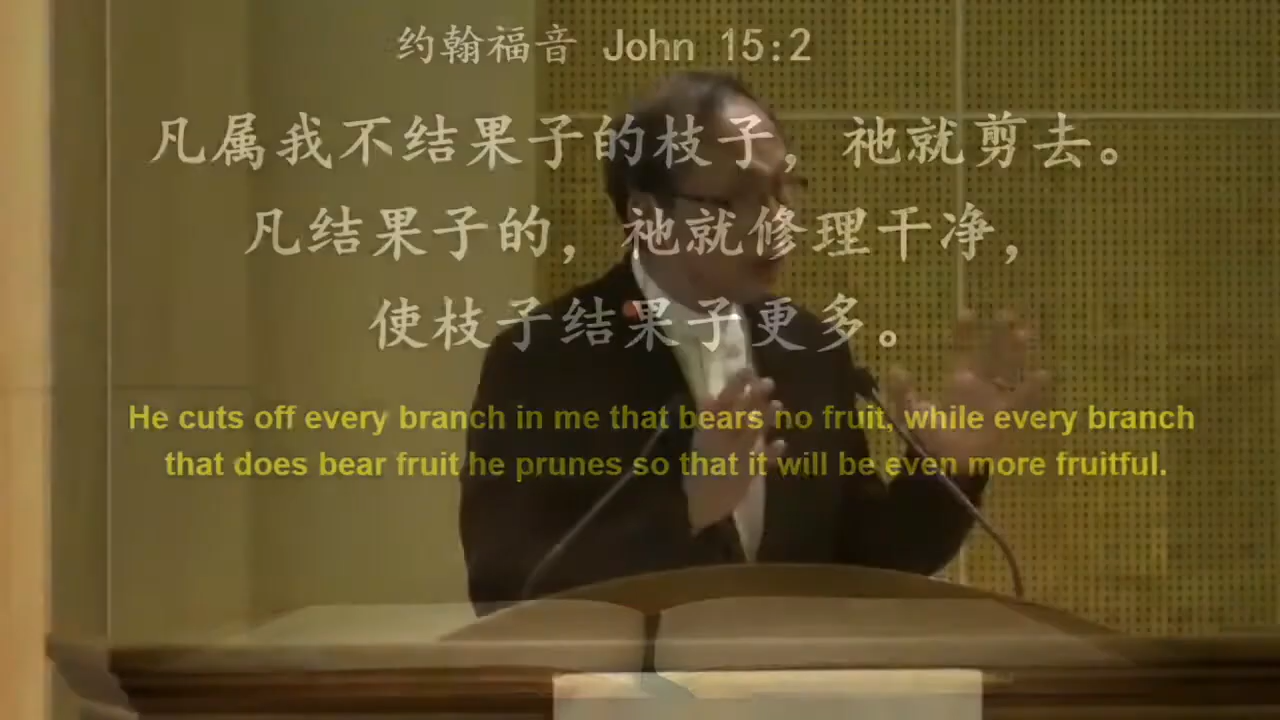 约翰福音 John 15:2
凡属我不结果子的枝子，祂就剪去。
凡结果子的，祂就修理干净，
使枝子结果子更多。
He cuts off every branch in me that bears no fruit, while every branch
that does bear fruit he prunes so that it will be even more fruitful.